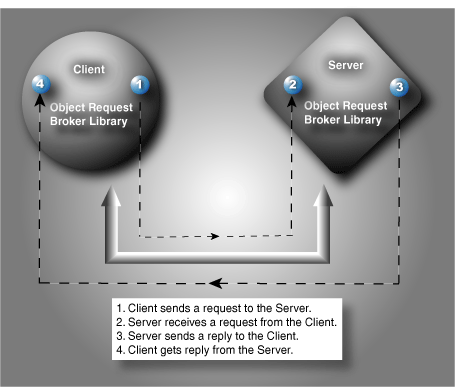 Client
Server
4
1
2
3
Object Request
Broker Library
Object Request
Broker Library
1. Client sends a request to the Server.
2. Server receives a request from the Client.
3. Server sends a reply to the Client.
4. Client gets reply from the Server.